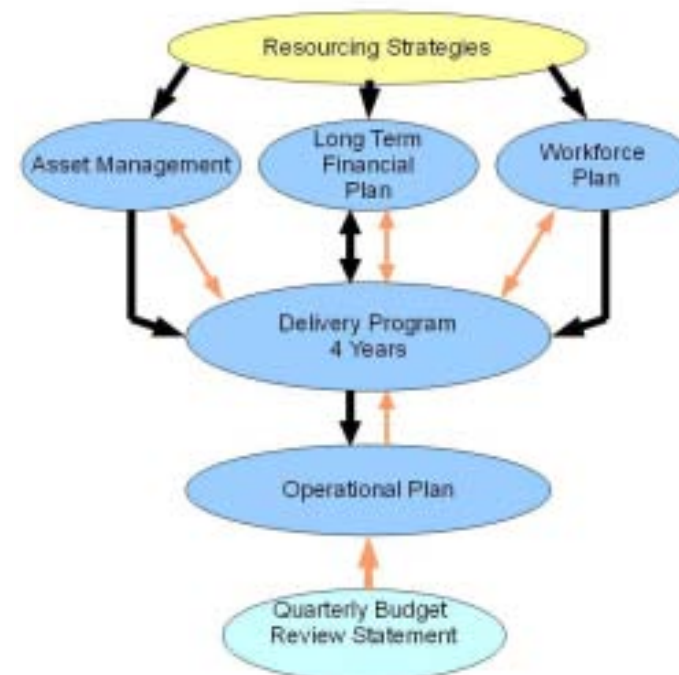 Resourcing Strategies
Asset Management
Long Term
Financial
Plan
Workforce
Plan
Delivery Program
4 Years
Operational Plan
Quarterly Budget
Review Statement